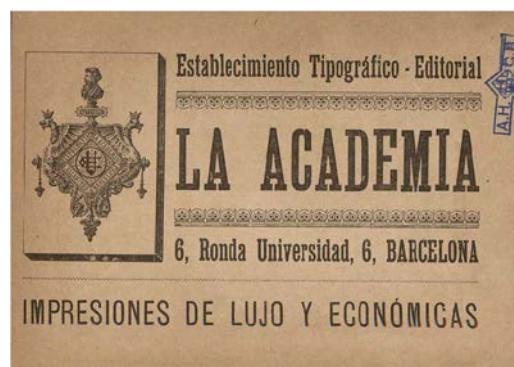 Establecimiento Tipográfico - Editorial
LA ACADEMIA
6, Ronda Universidad, 6, BARCELONA
IMPRESIONES DE LUJO Y ECONÓMICAS
A.H.C.B